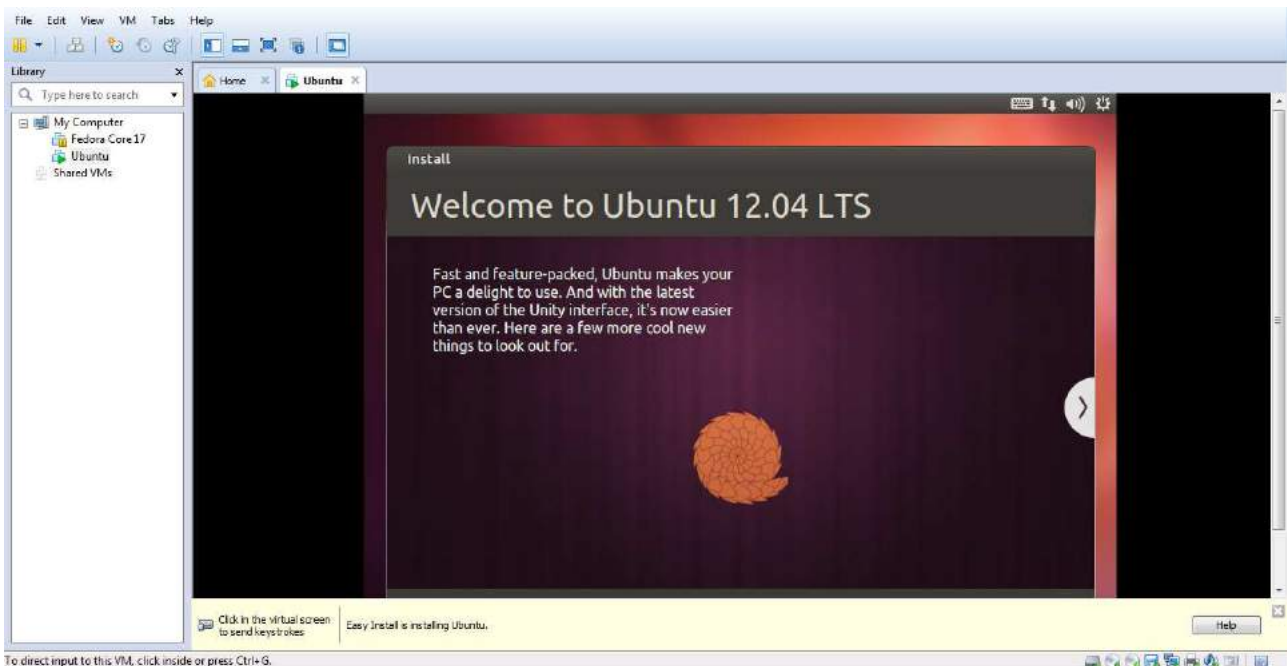 File Edit View VM Tabs Help
Library
Type here to search
My Computer
Fedora Core 17
Ubuntu
Shared VMs
Home
Ubuntu
Install
Welcome to Ubuntu 12.04 LTS
Fast and feature-packed, Ubuntu makes your
PC a delight to use. And with the latest
version of the Unity interface, it's now easier
than ever. Here are a few more cool new
things to look out for.
Click in the virtual screen
to send keystrokes
Easy Install is installing Ubuntu.
Help
To direct input to this VM, click inside or press Ctrl+G.